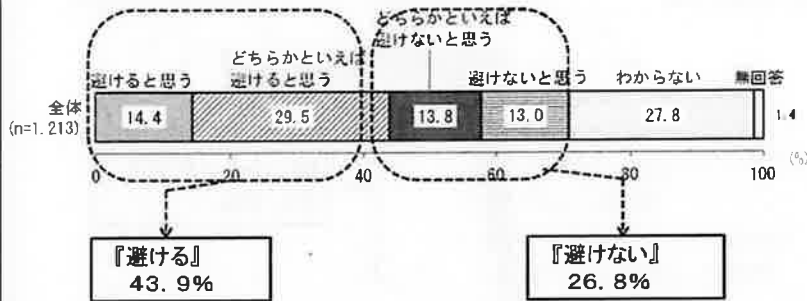 どちらかといえば
避けないと思う
どちらかといえば
避けると思う 避けると思う 避けないと思う わからない 無回答
全体
(n=1.213)
14.4 29.5 13.8 13.0 27.8 1.4
(%)
0 20 40 60 80 100
『避ける』
43.9%
『避けない』
26.8%